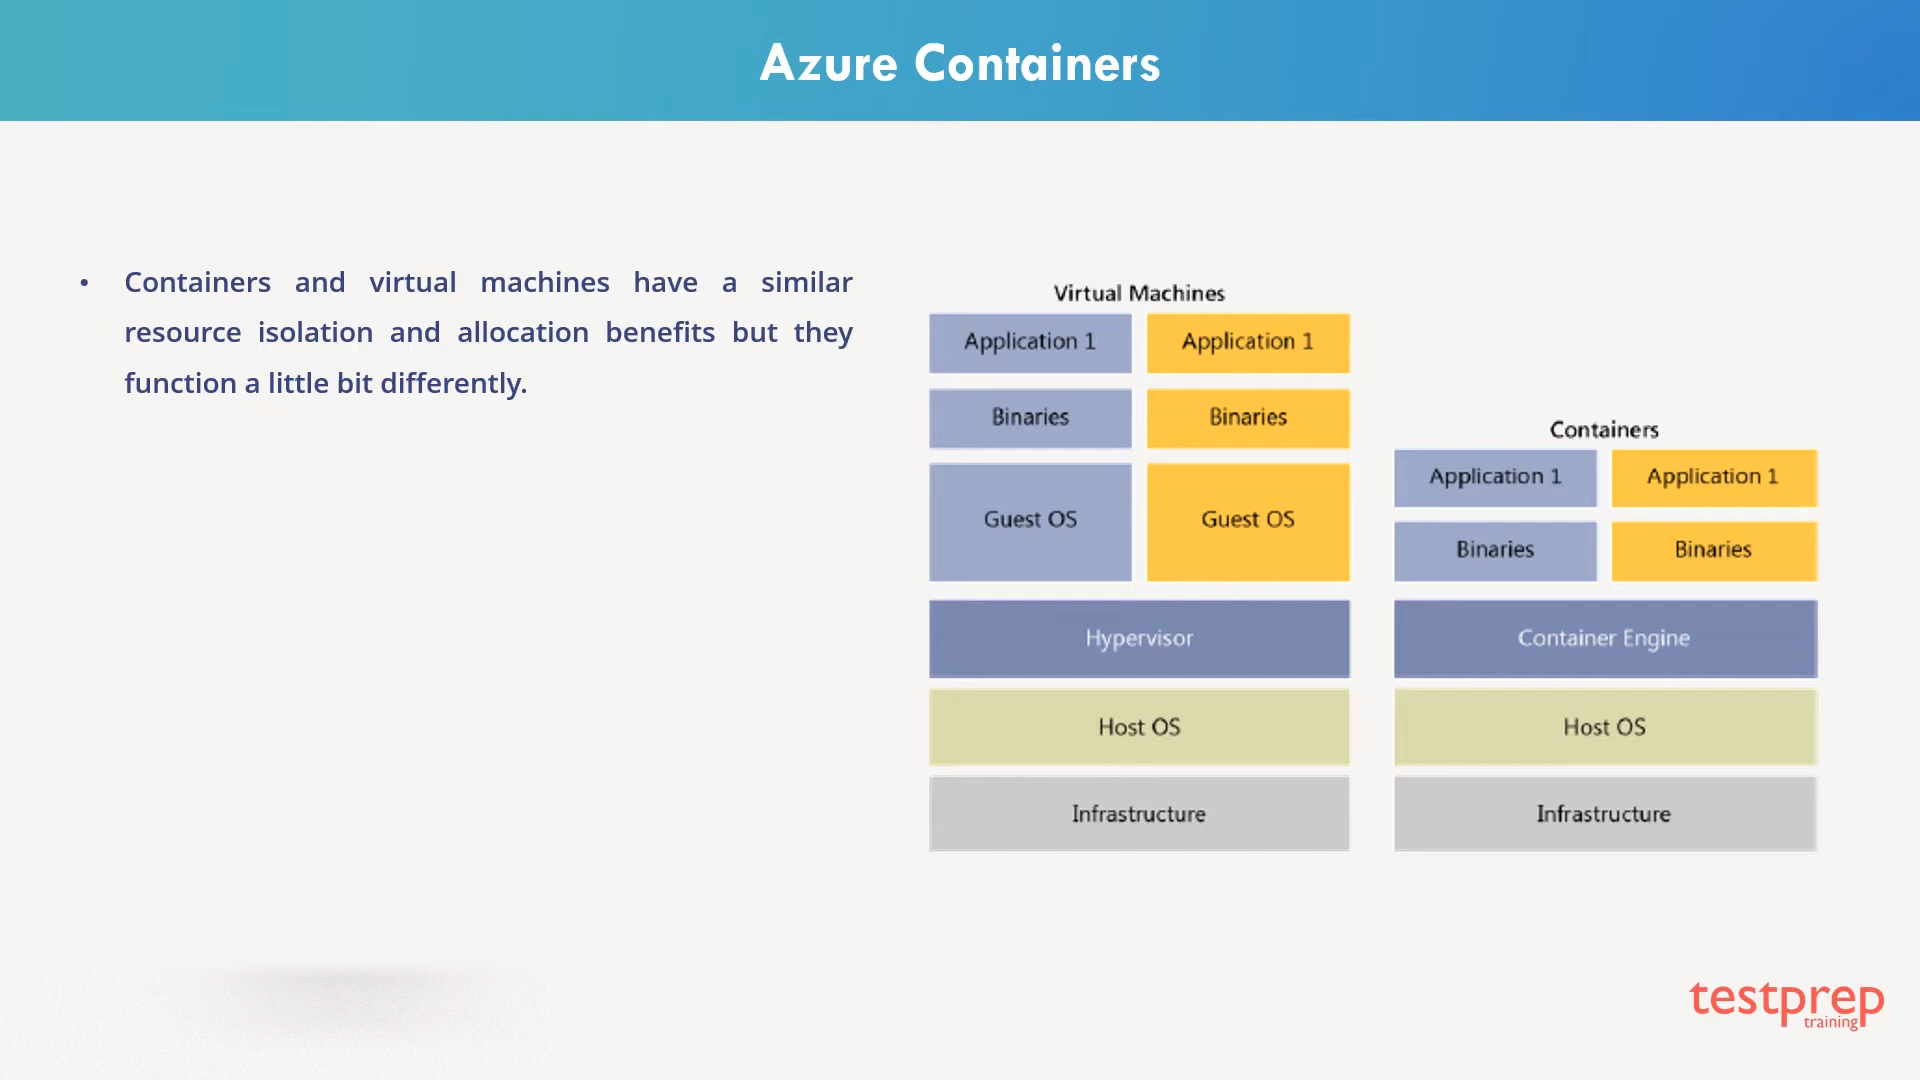 Azure Containers
• Containers and virtual machines have a similar
resource isolation and allocation benefits but they
function a little bit differently.
Virtual Machines
Application 1
Application 1
Binaries
Binaries
Guest OS
Guest OS
Hypervisor
Host OS
Infrastructure
Containers
Application 1
Application 1
Binaries
Binaries
Container Engine
Host OS
Infrastructure
testprep
training